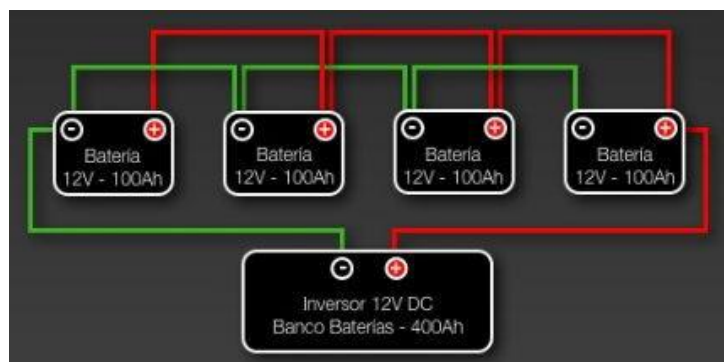 - +
Batería
12V - 100Ah
- +
Batería
12V - 100Ah
- +
Batería
12V - 100Ah
- +
Batería
12V - 100Ah
- +
Inversor 12V DC
Banco Baterías - 400Ah